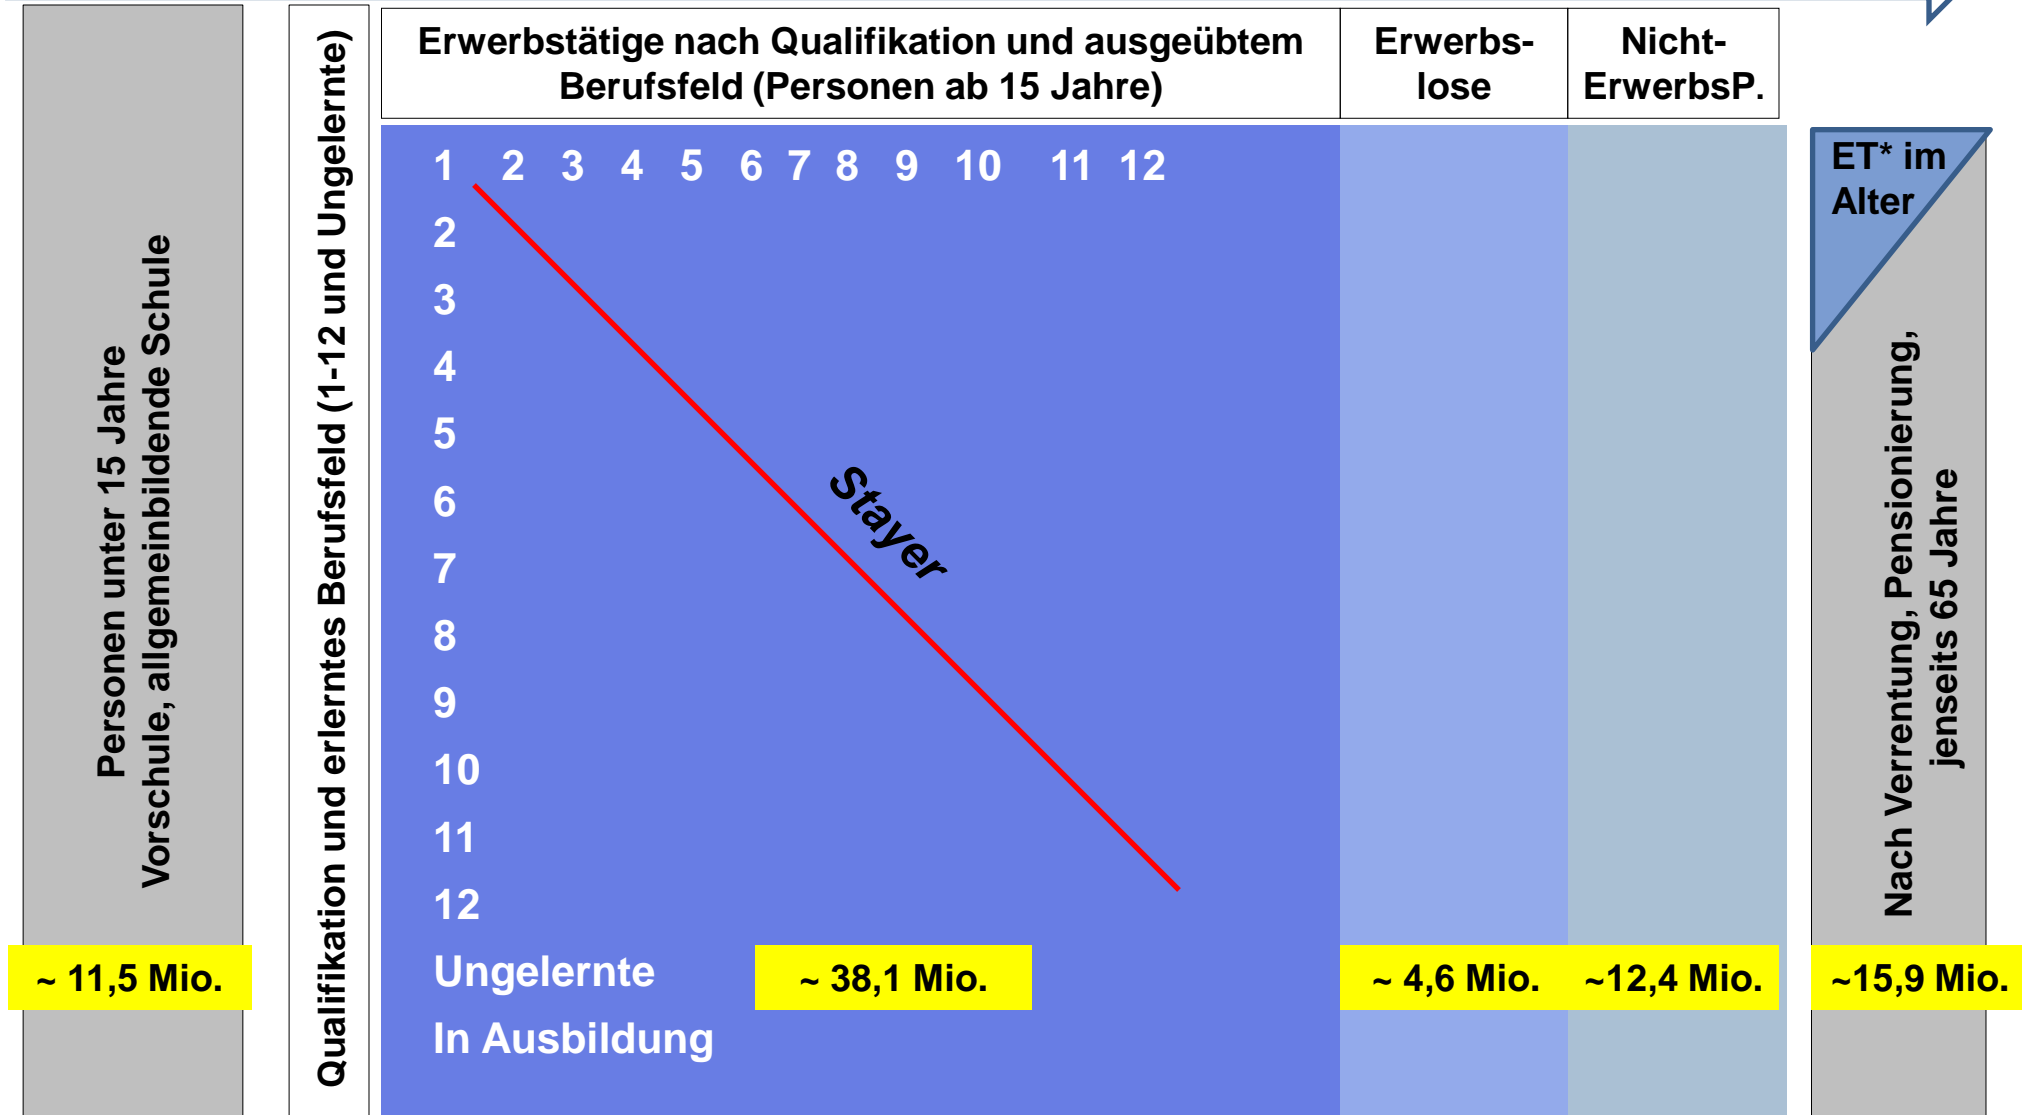 Personen unter 15 Jahre
Vorschule, allgemeinbildende Schule
~ 11,5 Mio.
Qualifikation und erlerntes Berufsfeld (1-12 und Ungelernte)
Erwerbstätige nach Qualifikation und ausgeübtem
Berufsfeld (Personen ab 15 Jahre)
Erwerbs-
lose
Nicht-
ErwerbsP.
1 2 3 4 5 6 7 8 9 10 11 12
2
3
4
5
6
7
8
9
10
11
12
Stayer
Ungelernte
~ 38,1 Mio.
In Ausbildung
~ 4,6 Mio.
~12,4 Mio.
ET* im
Alter
Nach Verrentung, Pensionierung,
jenseits 65 Jahre
~15,9 Mio.